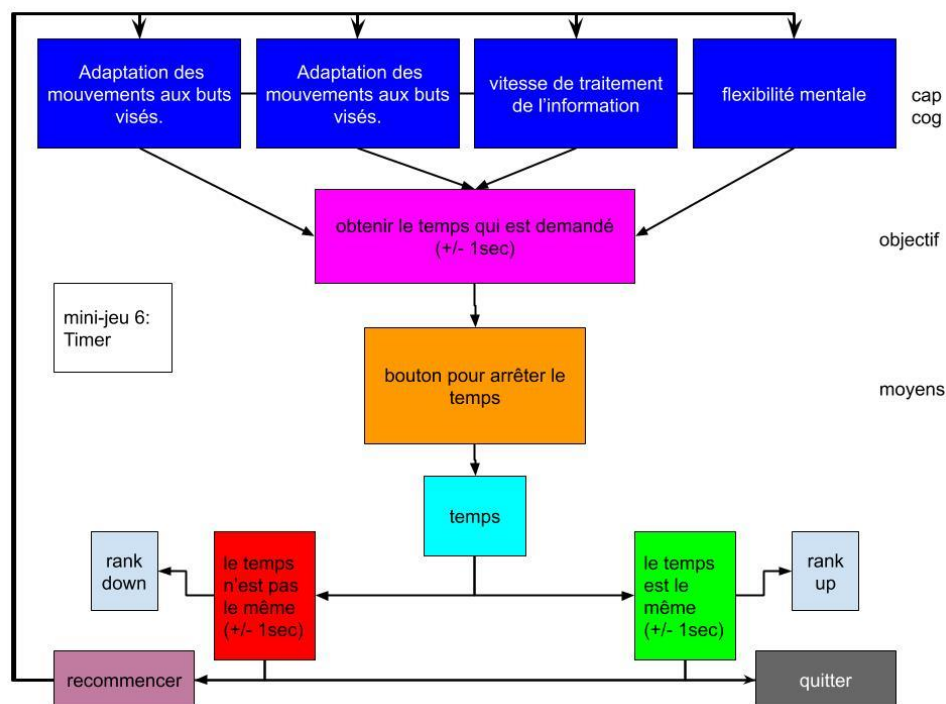 Adaptation des
mouvements aux buts
visés.
Adaptation des
mouvements aux buts
visés.
vitesse de traitement
de l'information
flexibilité mentale
cap
cog
obtenir le temps qui est demandé
(+/- 1sec)
objectif
mini-jeu 6:
Timer
bouton pour arrêter le
temps
moyens
temps
rank
down
le temps
n'est pas
le même
(+/- 1sec)
le temps
est le
même
(+/- 1sec)
rank
up
recommencer
quitter